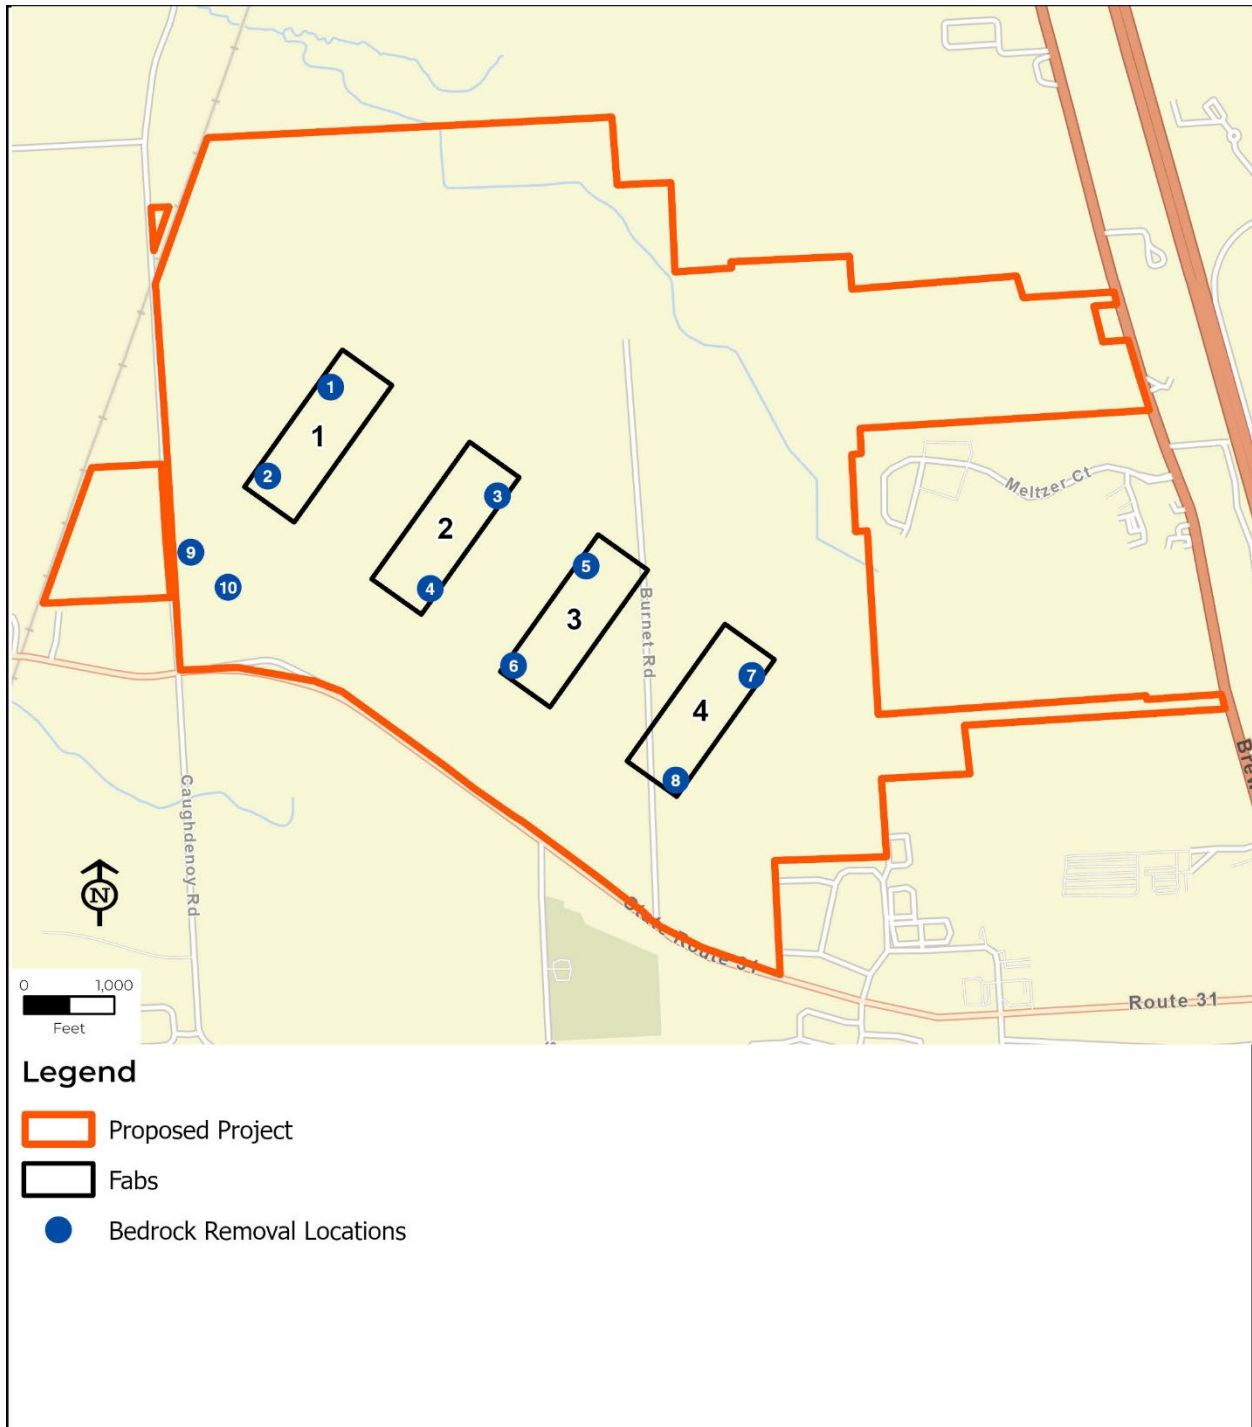 Meltzer Ct
1
1
2
3
2
4
5
3
6
7
4
8
9
10
Burnet Rd
Caughdenoy Rd
Brew
N
State Route 31
Route 31
0 1,000
Feet
Legend
Proposed Project
Fabs
Bedrock Removal Locations